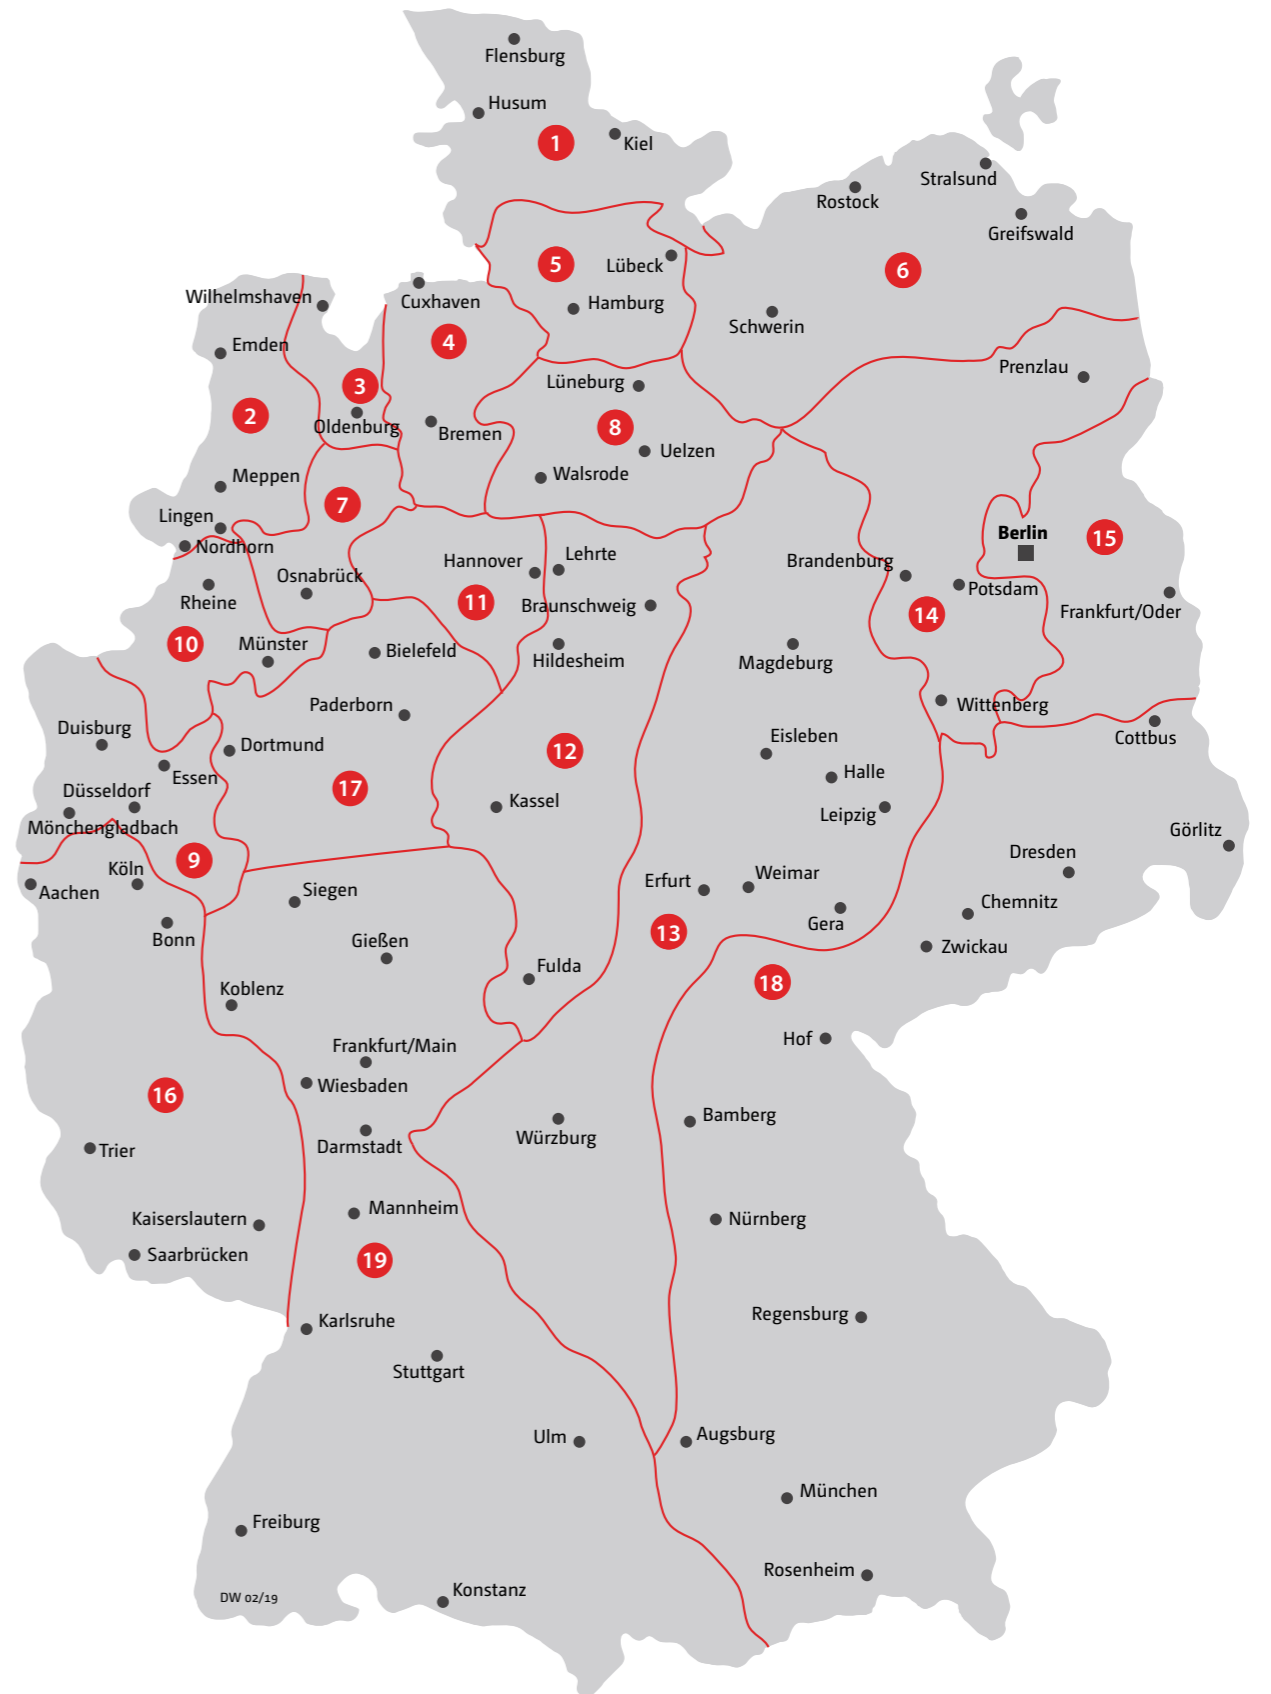 Flensburg
Husum
1
Kiel
Stralsund
Rostock
Greifswald
5
Lübeck
6
Wilhelmshaven
Cuxhaven
Hamburg
Schwerin
Emden
4
Prenzlau
3
Lüneburg
2
Oldenburg
Bremen
8
Uelzen
Meppen
Walsrode
7
Lingen
Berlin
15
Nordhorn
Hannover
Lehrte
Brandenburg
Osnabrück
Potsdam
Rheine
11
Braunschweig
14
Frankfurt/Oder
10
Münster
Bielefeld
Hildesheim
Magdeburg
Paderborn
Wittenberg
Duisburg
Dortmund
12
Eisleben
Cottbus
Essen
Halle
Düsseldorf
17
Kassel
Leipzig
Mönchengladbach
Görlitz
9
Köln
Dresden
Aachen
Siegen
Erfurt
Weimar
Chemnitz
Bonn
Gießen
13
Gera
Zwickau
Fulda
18
Koblenz
Frankfurt/Main
Hof
Wiesbaden
16
Bamberg
Würzburg
Darmstadt
Trier
Mannheim
Kaiserslautern
Nürnberg
Saarbrücken
19
Karlsruhe
Regensburg
Stuttgart
Ulm
Augsburg
München
Freiburg
Rosenheim
Konstanz
DW 02/19